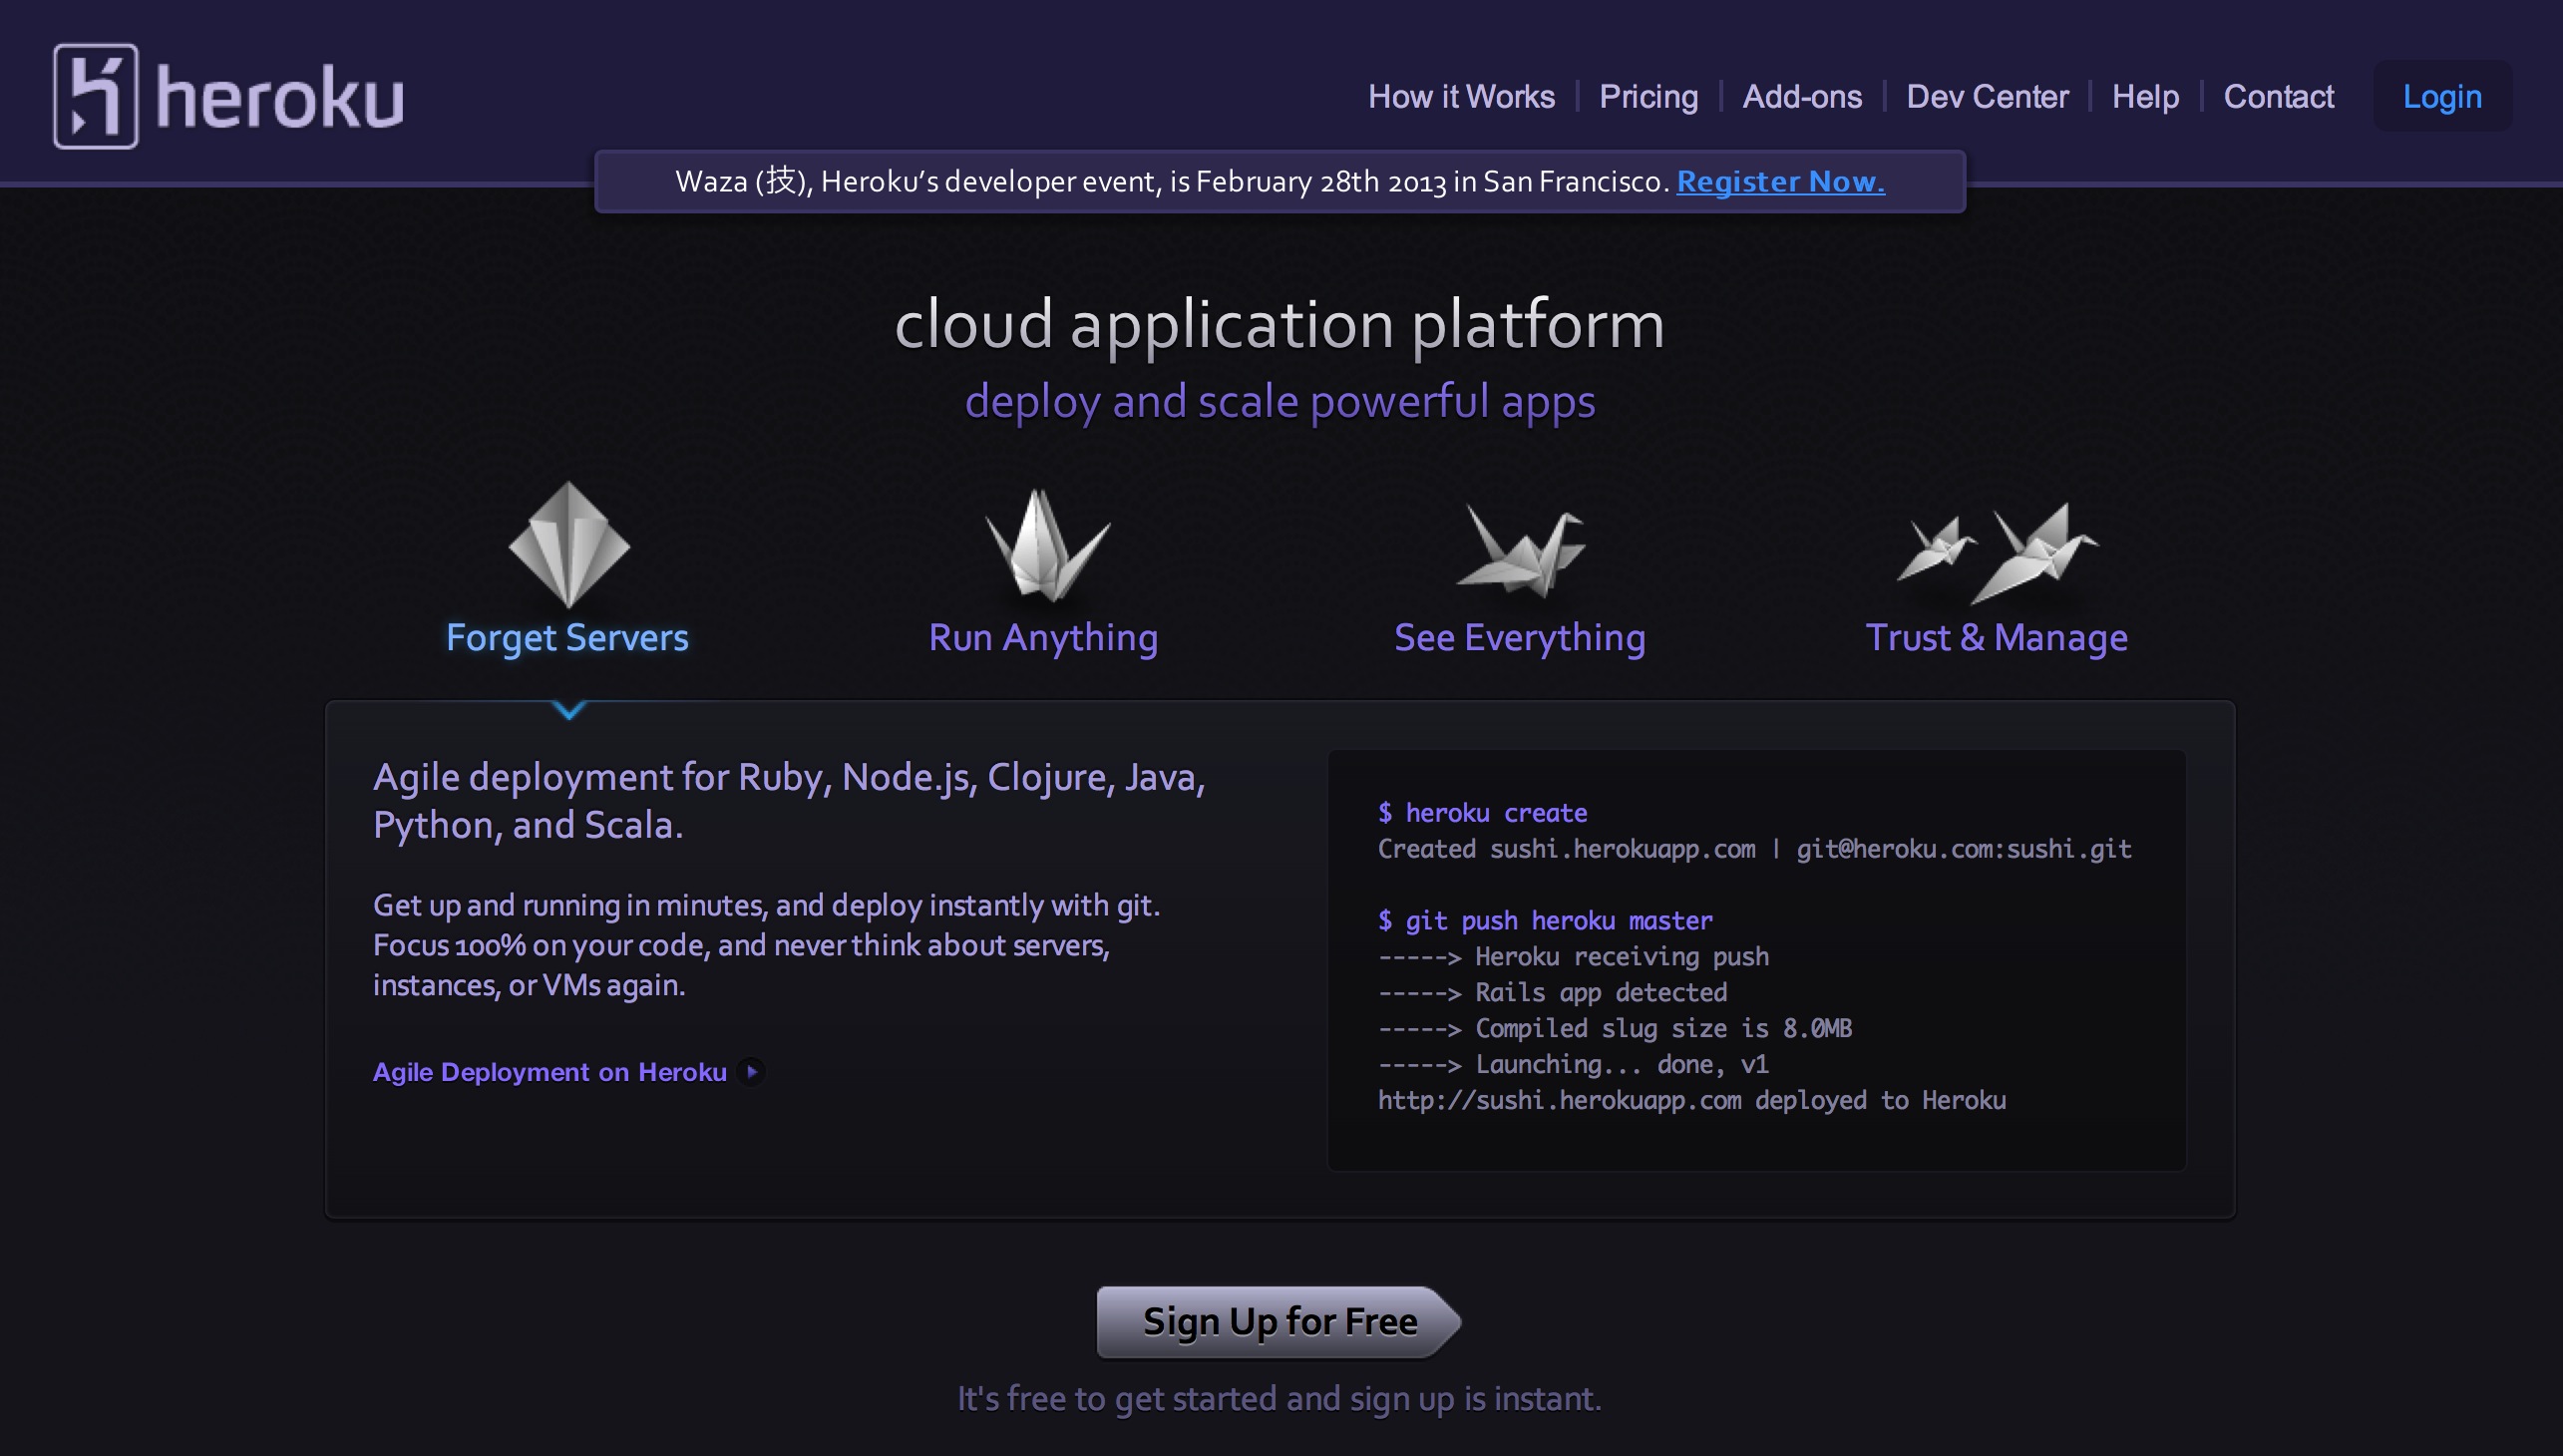 heroku
How it Works
Pricing
Add-ons
Dev Center
Help
Contact
Login
Waza (技), Heroku’s developer event, is February 28th 2013 in San Francisco. Register Now.
cloud application platform
deploy and scale powerful apps
Forget Servers
Run Anything
See Everything
Trust & Manage
Agile deployment for Ruby, Node.js, Clojure, Java,
Python, and Scala.
Get up and running in minutes, and deploy instantly with git.
Focus 100% on your code, and never think about servers,
instances, or VMs again.
Agile Deployment on Heroku
$ heroku create
Created sushi.herokuapp.com | git@heroku.com:sushi.git
$ git push heroku master
-----> Heroku receiving push
-----> Rails app detected
-----> Compiled slug size is 8.0MB
-----> Launching... done, v1
http://sushi.herokuapp.com deployed to Heroku
Sign Up for Free
It's free to get started and sign up is instant.